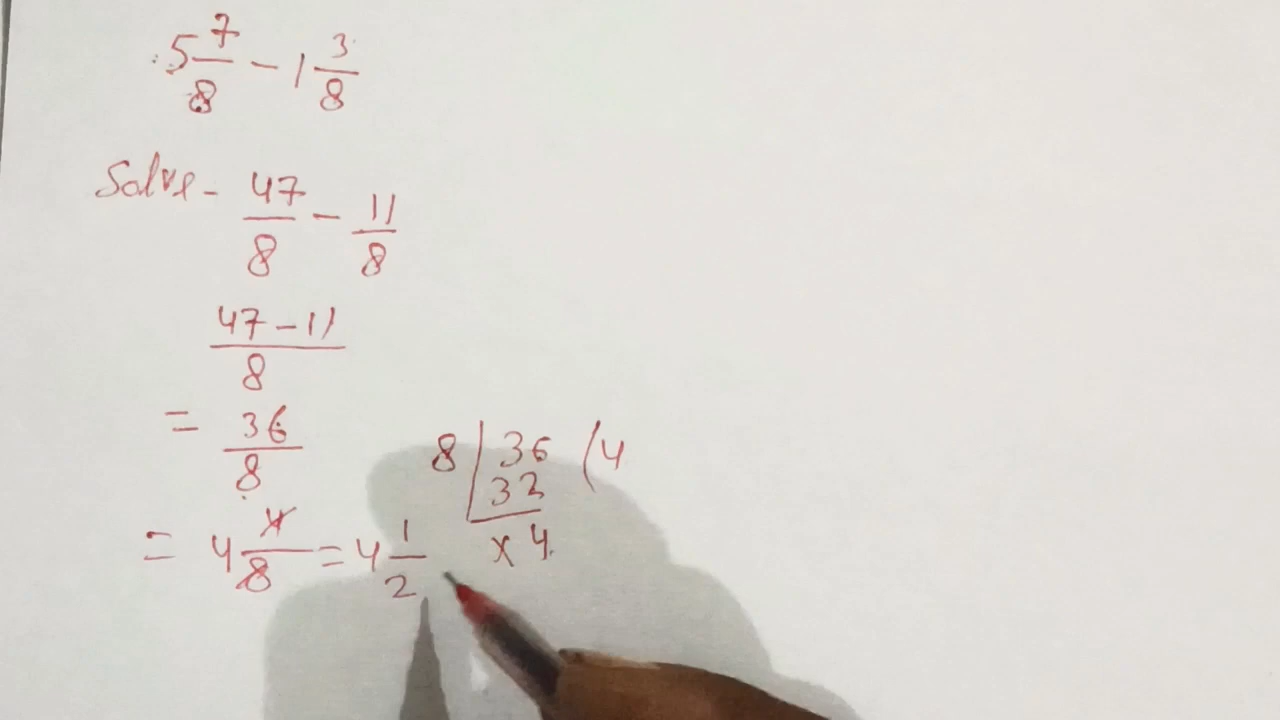 5 7/8 - 1 3/8
Solve - 47/8 - 11/8
47 - 11/8
= 36/8
8 | 36 ( 4
32
x 4
= 4 4/8 = 4 1/2